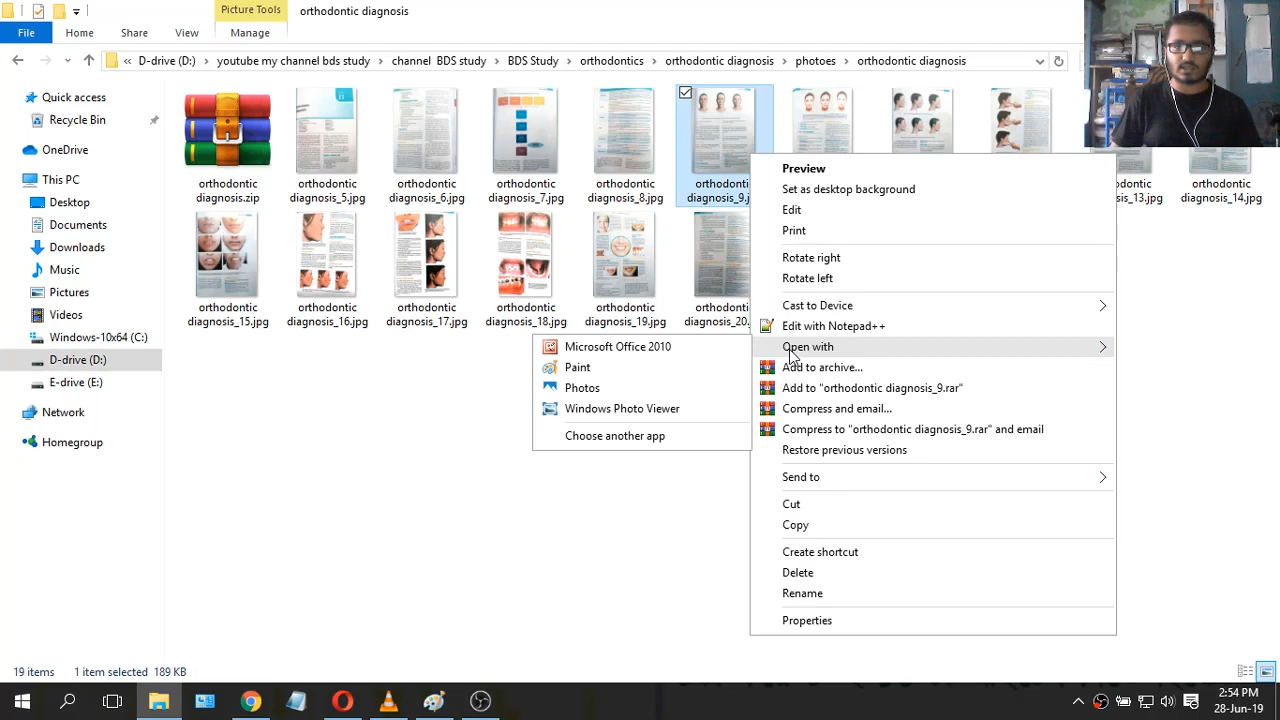 Picture Tools
orthodontic diagnosis
File
Home
Share
View
Manage
« D-drive (D:) › youtube my channel bds study › channel BDS study › BDS Study › orthodontics › orthodontic diagnosis › photoes › orthodontic diagnosis
Quick access
Recycle Bin
OneDrive
This PC
Desktop
Documents
Downloads
Music
Pictures
Videos
Windows-10x64 (C:)
D-drive (D:)
E-drive (E:)
Network
Homegroup
orthodontic diagnosis.zip
orthodontic diagnosis_5.jpg
orthodontic diagnosis_6.jpg
orthodontic diagnosis_7.jpg
orthodontic diagnosis_8.jpg
orthodonti diagnosis_9.j
_13.jpg
diagnosis_14.jpg
orthodontic diagnosis_15.jpg
orthodontic diagnosis_16.jpg
orthodontic diagnosis_17.jpg
orthodontic diagnosis_18.jpg
orthodontic diagnosis_19.jpg
orthodonti diagnosis_20.
Preview
Set as desktop background
Edit
Print
Rotate right
Rotate left
Cast to Device
Edit with Notepad++
Open with
Add to archive...
Add to "orthodontic diagnosis_9.rar"
Compress and email...
Compress to "orthodontic diagnosis_9.rar" and email
Restore previous versions
Send to
Cut
Copy
Create shortcut
Delete
Rename
Properties
Microsoft Office 2010
Paint
Photos
Windows Photo Viewer
Choose another app
19 items
1 item selected 189 KB
2:54 PM
28-Jun-19